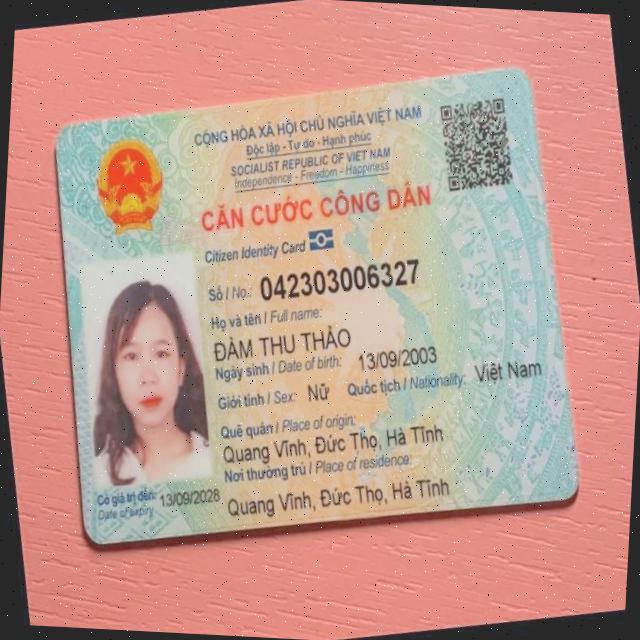 CỘNG HÒA XÃ HỘI CHỦ NGHĨA VIỆT NAM
Độc lập - Tự do - Hạnh phúc
SOCIALIST REPUBLIC OF VIET NAM
Independence - Freedom - Happiness
CĂN CƯỚC CÔNG DÂN
Citizen Identity Card
Số / No.: 042303006327
Họ và tên / Full name:
ĐÀM THU THẢO
Ngày sinh / Date of birth: 13/09/2003
Giới tính / Sex: Nữ Quốc tịch / Nationality: Việt Nam
Quê quán / Place of origin:
Quang Vĩnh, Đức Thọ, Hà Tĩnh
Nơi thường trú / Place of residence:
Quang Vĩnh, Đức Thọ, Hà Tĩnh
Có giá trị đến: 13/09/2028
Date of expiry